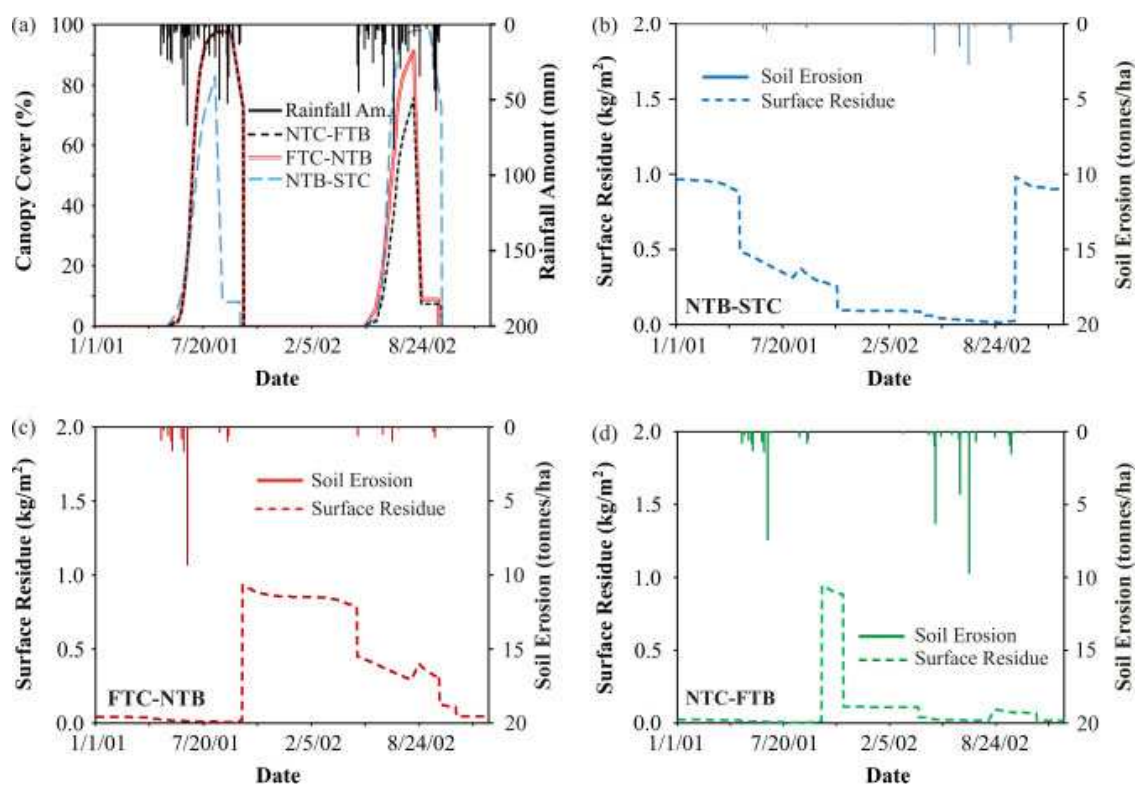 (a)
100
80
60
40
20
0
Canopy Cover (%)
0
50
100
150
200
Rainfall Amount (mm)
Rainfall Am.
NTC-FTB
FTC-NTB
NTB-STC
1/1/01
7/20/01
2/5/02
8/24/02
Date
(b)
2.0
1.5
1.0
0.5
0.0
Surface Residue (kg/m²)
0
5
10
15
20
Soil Erosion (tonnes/ha)
Soil Erosion
Surface Residue
NTB-STC
1/1/01
7/20/01
2/5/02
8/24/02
Date
(c)
2.0
1.5
1.0
0.5
0.0
Surface Residue (kg/m²)
0
5
10
15
20
Soil Erosion (tonnes/ha)
Soil Erosion
Surface Residue
FTC-NTB
1/1/01
7/20/01
2/5/02
8/24/02
Date
(d)
2.0
1.5
1.0
0.5
0.0
Surface Residue (kg/m²)
0
5
10
15
20
Soil Erosion (tonnes/ha)
Soil Erosion
Surface Residue
NTC-FTB
1/1/01
7/20/01
2/5/02
8/24/02
Date